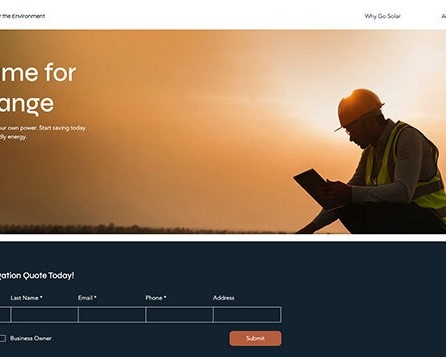 the Environment
Why Go Solar
me for
ange
ur own power. Start saving today
dly energy.
gation Quote Today!
Last Name *
Email *
Phone *
Address
Business Owner
Submit